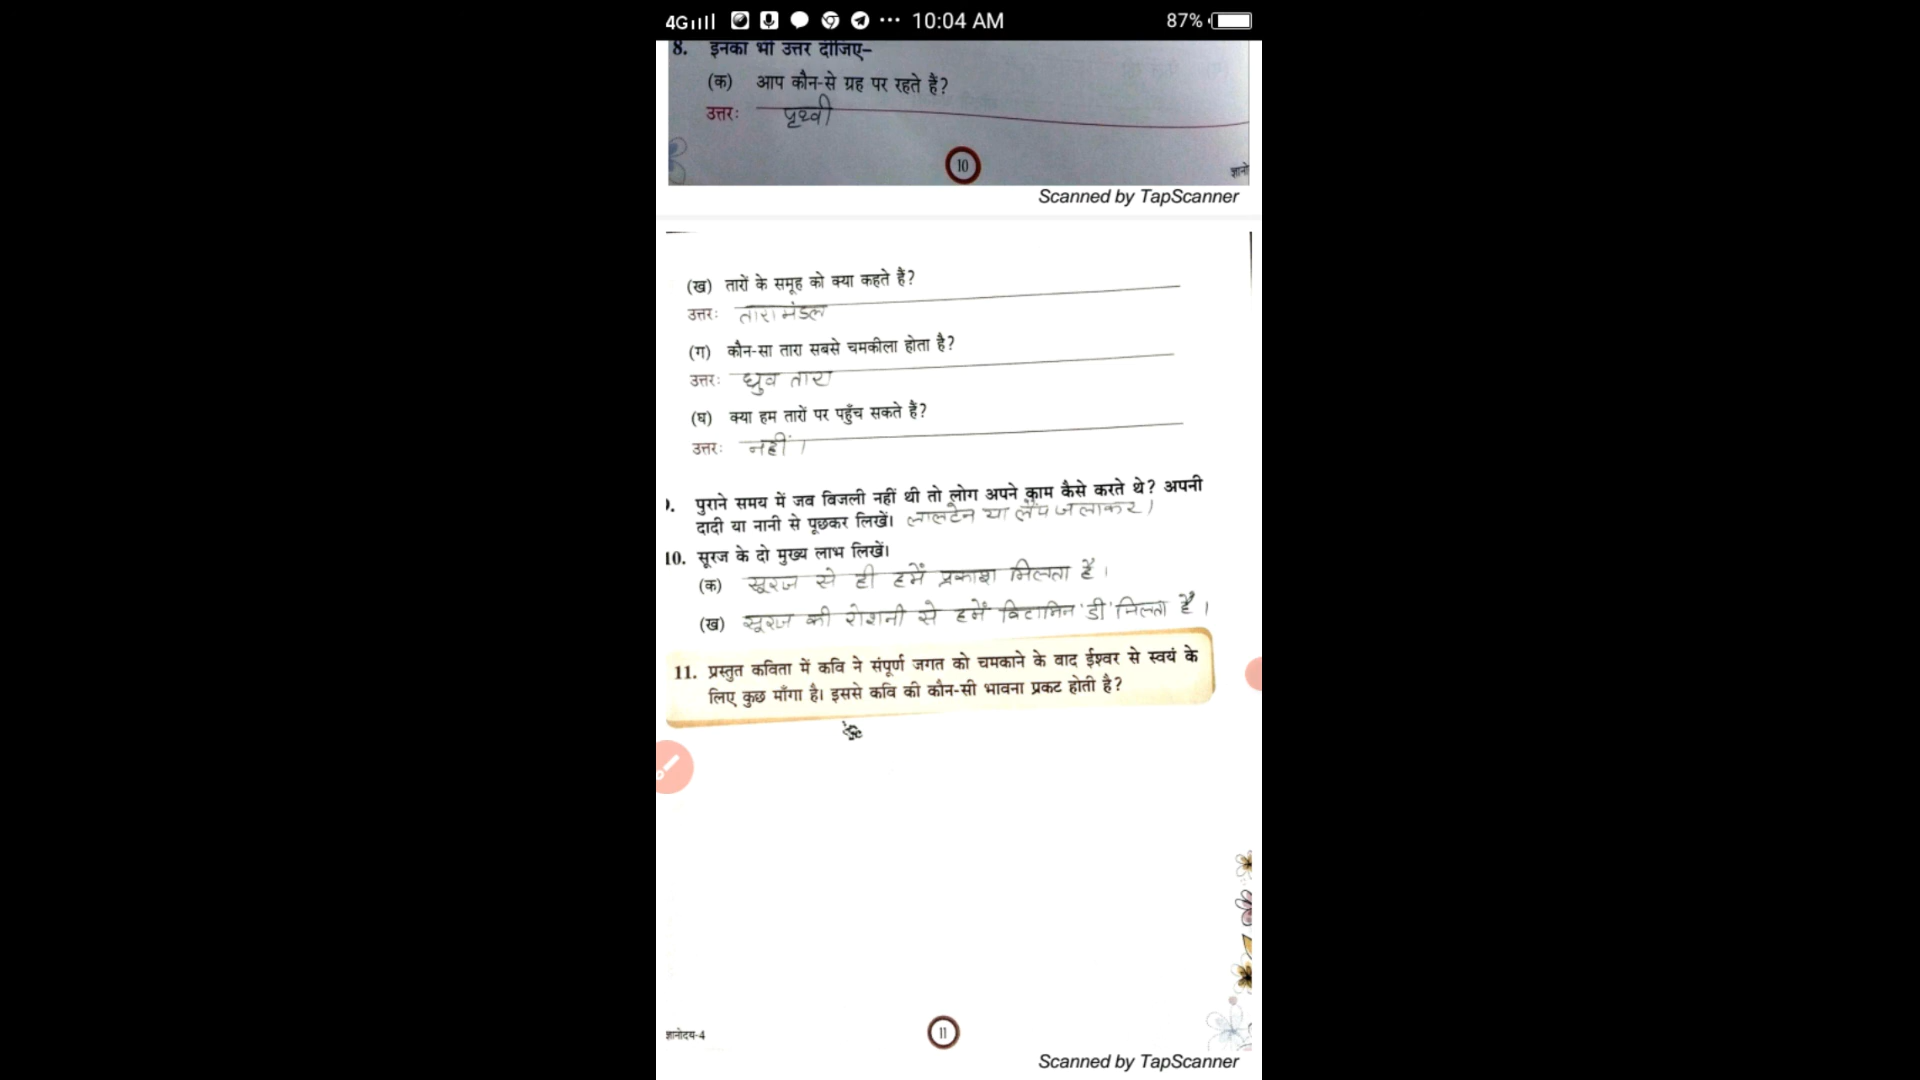 4G 10:04 AM 87%
8. इनका भी उत्तर दीजिए–
(क) आप कौन-से ग्रह पर रहते हैं?
उत्तरः पृथ्वी
10
ज्ञानो
Scanned by TapScanner
(ख) तारों के समूह को क्या कहते हैं?
उत्तरः तारामंडल
(ग) कौन-सा तारा सबसे चमकीला होता है?
उत्तरः ध्रुव तारा
(घ) क्या हम तारों पर पहुँच सकते हैं?
उत्तरः नहीं।
पुराने समय में जब बिजली नहीं थी तो लोग अपने काम कैसे करते थे? अपनी
दादी या नानी से पूछकर लिखें। लालटेन या लैंप जलाकर।
10. सूरज के दो मुख्य लाभ लिखें।
(क) सूरज से ही हमें प्रकाश मिलता है।
(ख) सूरज की रोशनी से हमें विटामिन 'डी' मिलता है।
11. प्रस्तुत कविता में कवि ने संपूर्ण जगत को चमकाने के बाद ईश्वर से स्वयं के
लिए कुछ माँगा है। इससे कवि की कौन-सी भावना प्रकट होती है?
ज्ञानोदय-4
11
Scanned by TapScanner